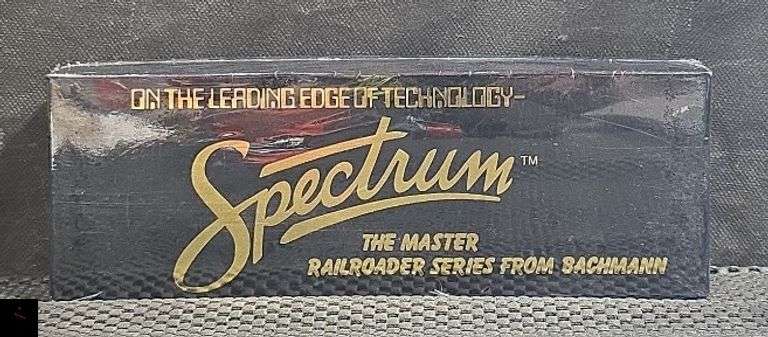 ON THE LEADING EDGE OF TECHNOLOGY-
Spectrum™
THE MASTER
RAILROADER SERIES FROM BACHMANN